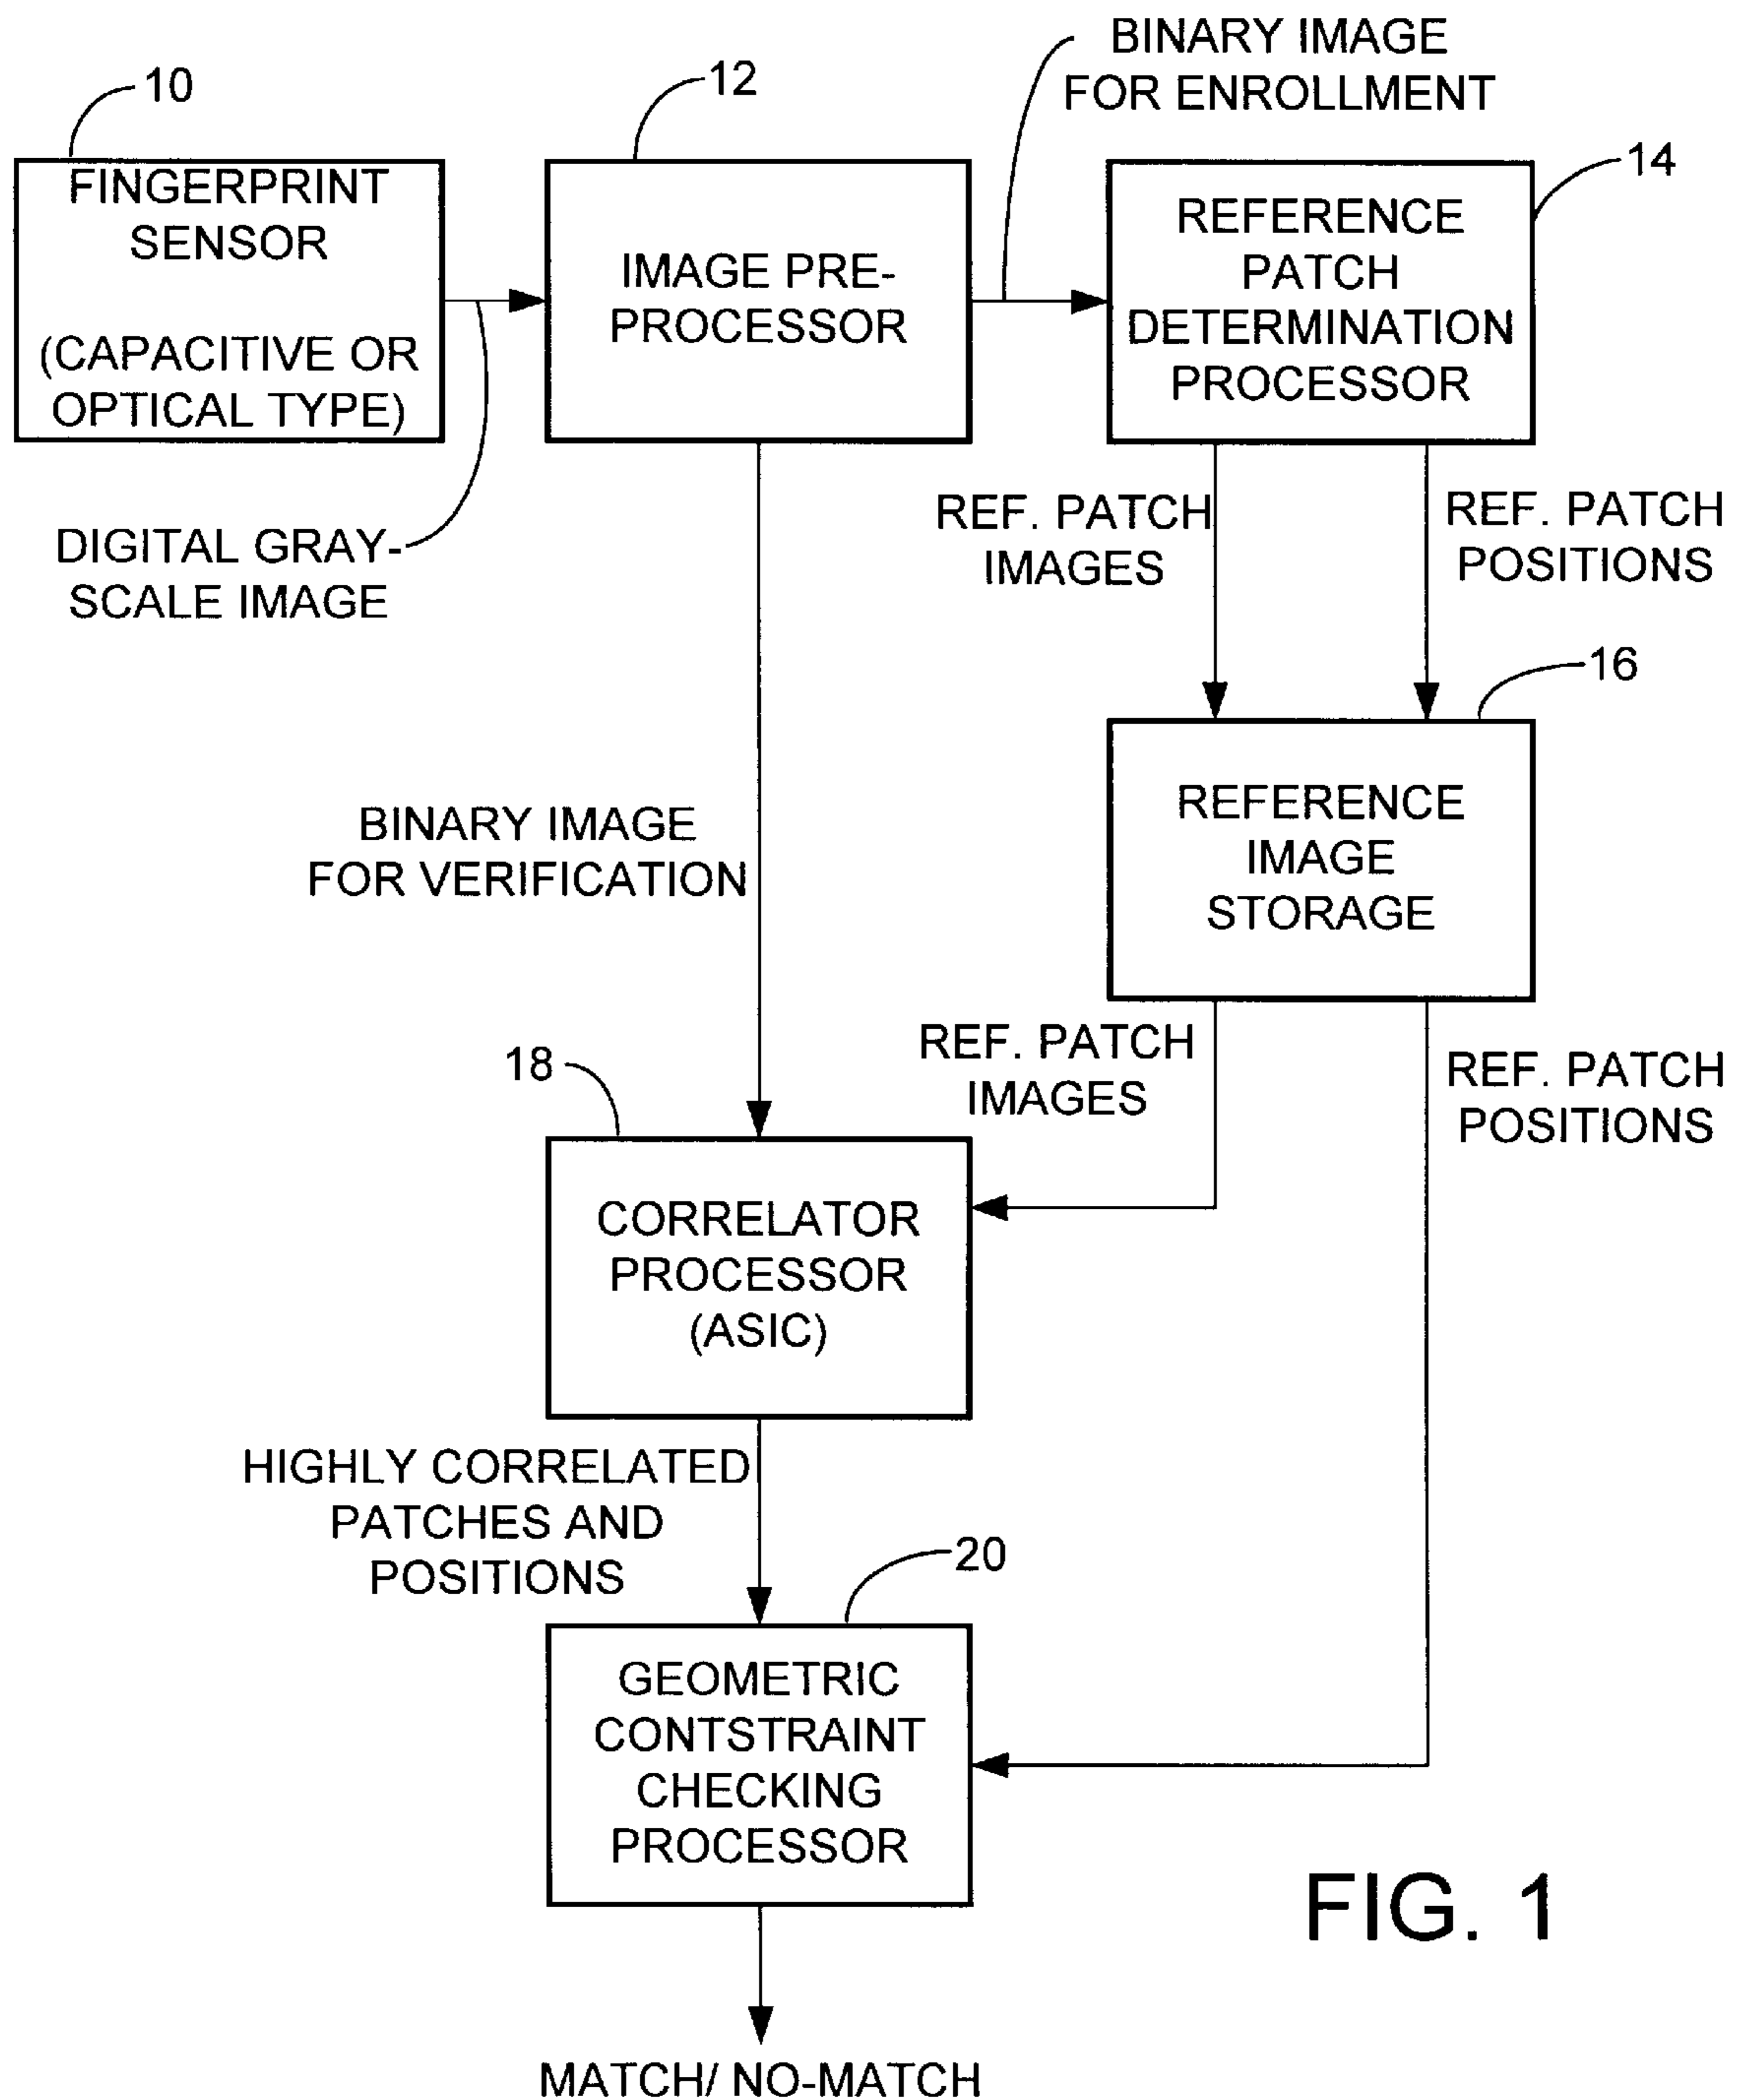 BINARY IMAGE
FOR ENROLLMENT
10
12
14
FINGERPRINT
SENSOR
(CAPACITIVE OR
OPTICAL TYPE)
IMAGE PRE-
PROCESSOR
REFERENCE
PATCH
DETERMINATION
PROCESSOR
DIGITAL GRAY-
SCALE IMAGE
REF. PATCH
IMAGES
REF. PATCH
POSITIONS
16
REFERENCE
IMAGE
STORAGE
BINARY IMAGE
FOR VERIFICATION
REF. PATCH
IMAGES
REF. PATCH
POSITIONS
18
CORRELATOR
PROCESSOR
(ASIC)
HIGHLY CORRELATED
PATCHES AND
POSITIONS
20
GEOMETRIC
CONTSTRAINT
CHECKING
PROCESSOR
FIG. 1
MATCH/ NO-MATCH